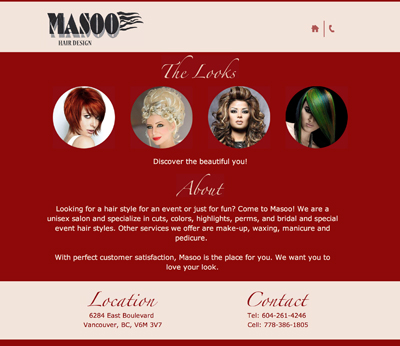 MASOO
HAIR DESIGN
The Looks
Discover the beautiful you!
About
Looking for a hair style for an event or just for fun? Come to Masoo! We are a
unisex salon and specialize in cuts, colors, highlights, perms, and bridal and special
event hair styles. Other services we offer are make-up, waxing, manicure and
pedicure.
With perfect customer satisfaction, Masoo is the place for you. We want you to
love your look.
Location
6284 East Boulevard
Vancouver, BC, V6M 3V7
Contact
Tel: 604-261-4246
Cell: 778-386-1805